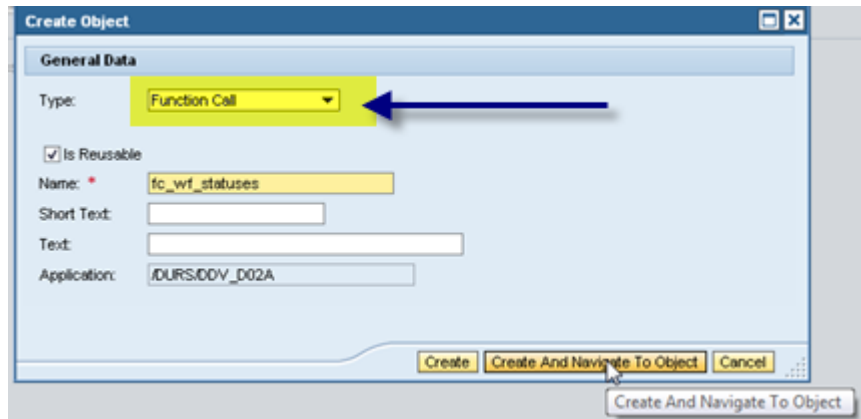 Create Object
General Data
Type: Function Call
Is Reusable
Name: * fc_wf_statuses
Short Text:
Text:
Application: /DURS/DDV_D02A
Create Create And Navigate To Object Cancel
Create And Navigate To Object